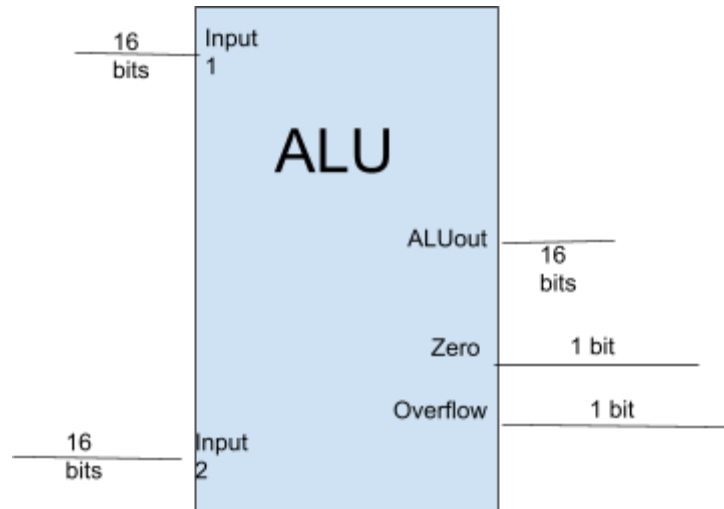 16
bits
Input
1
ALU
ALUout
16
bits
Zero
1 bit
Overflow
1 bit
16
bits
Input
2